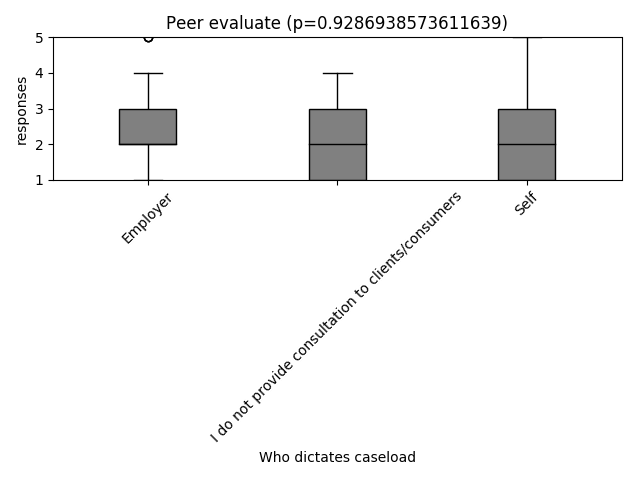 Peer evaluate (p=0.9286938573611639)
5
4
3
2
1
responses
Employer
I do not provide consultation to clients/consumers
Self
Who dictates caseload